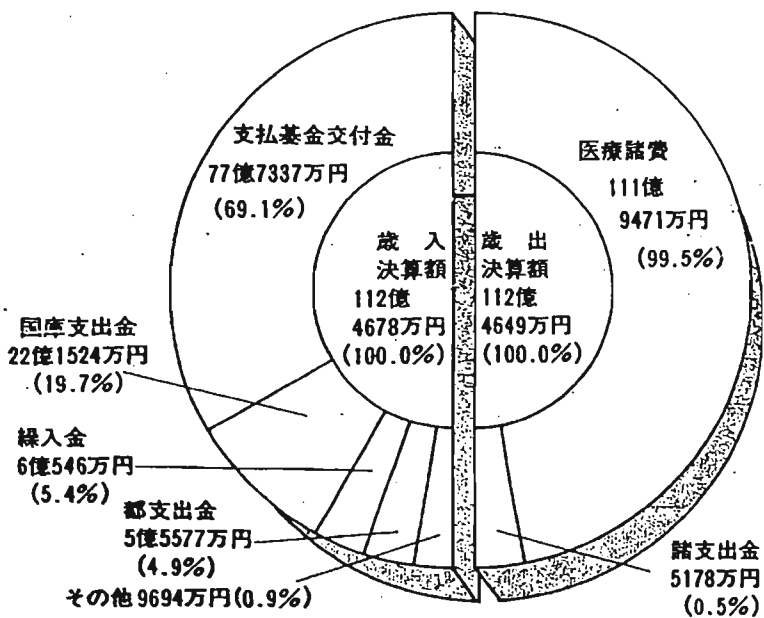 支払基金交付金
77億7337万円
(69.1%)
国庫支出金
22億1524万円
(19.7%)
繰入金
6億546万円
(5.4%)
都支出金
5億5577万円
(4.9%)
その他9694万円(0.9%)
歳入
決算額
112億
4678万円
(100.0%)
歳出
決算額
112億
4649万円
(100.0%)
医療諸費
111億
9471万円
(99.5%)
諸支出金
5178万円
(0.5%)